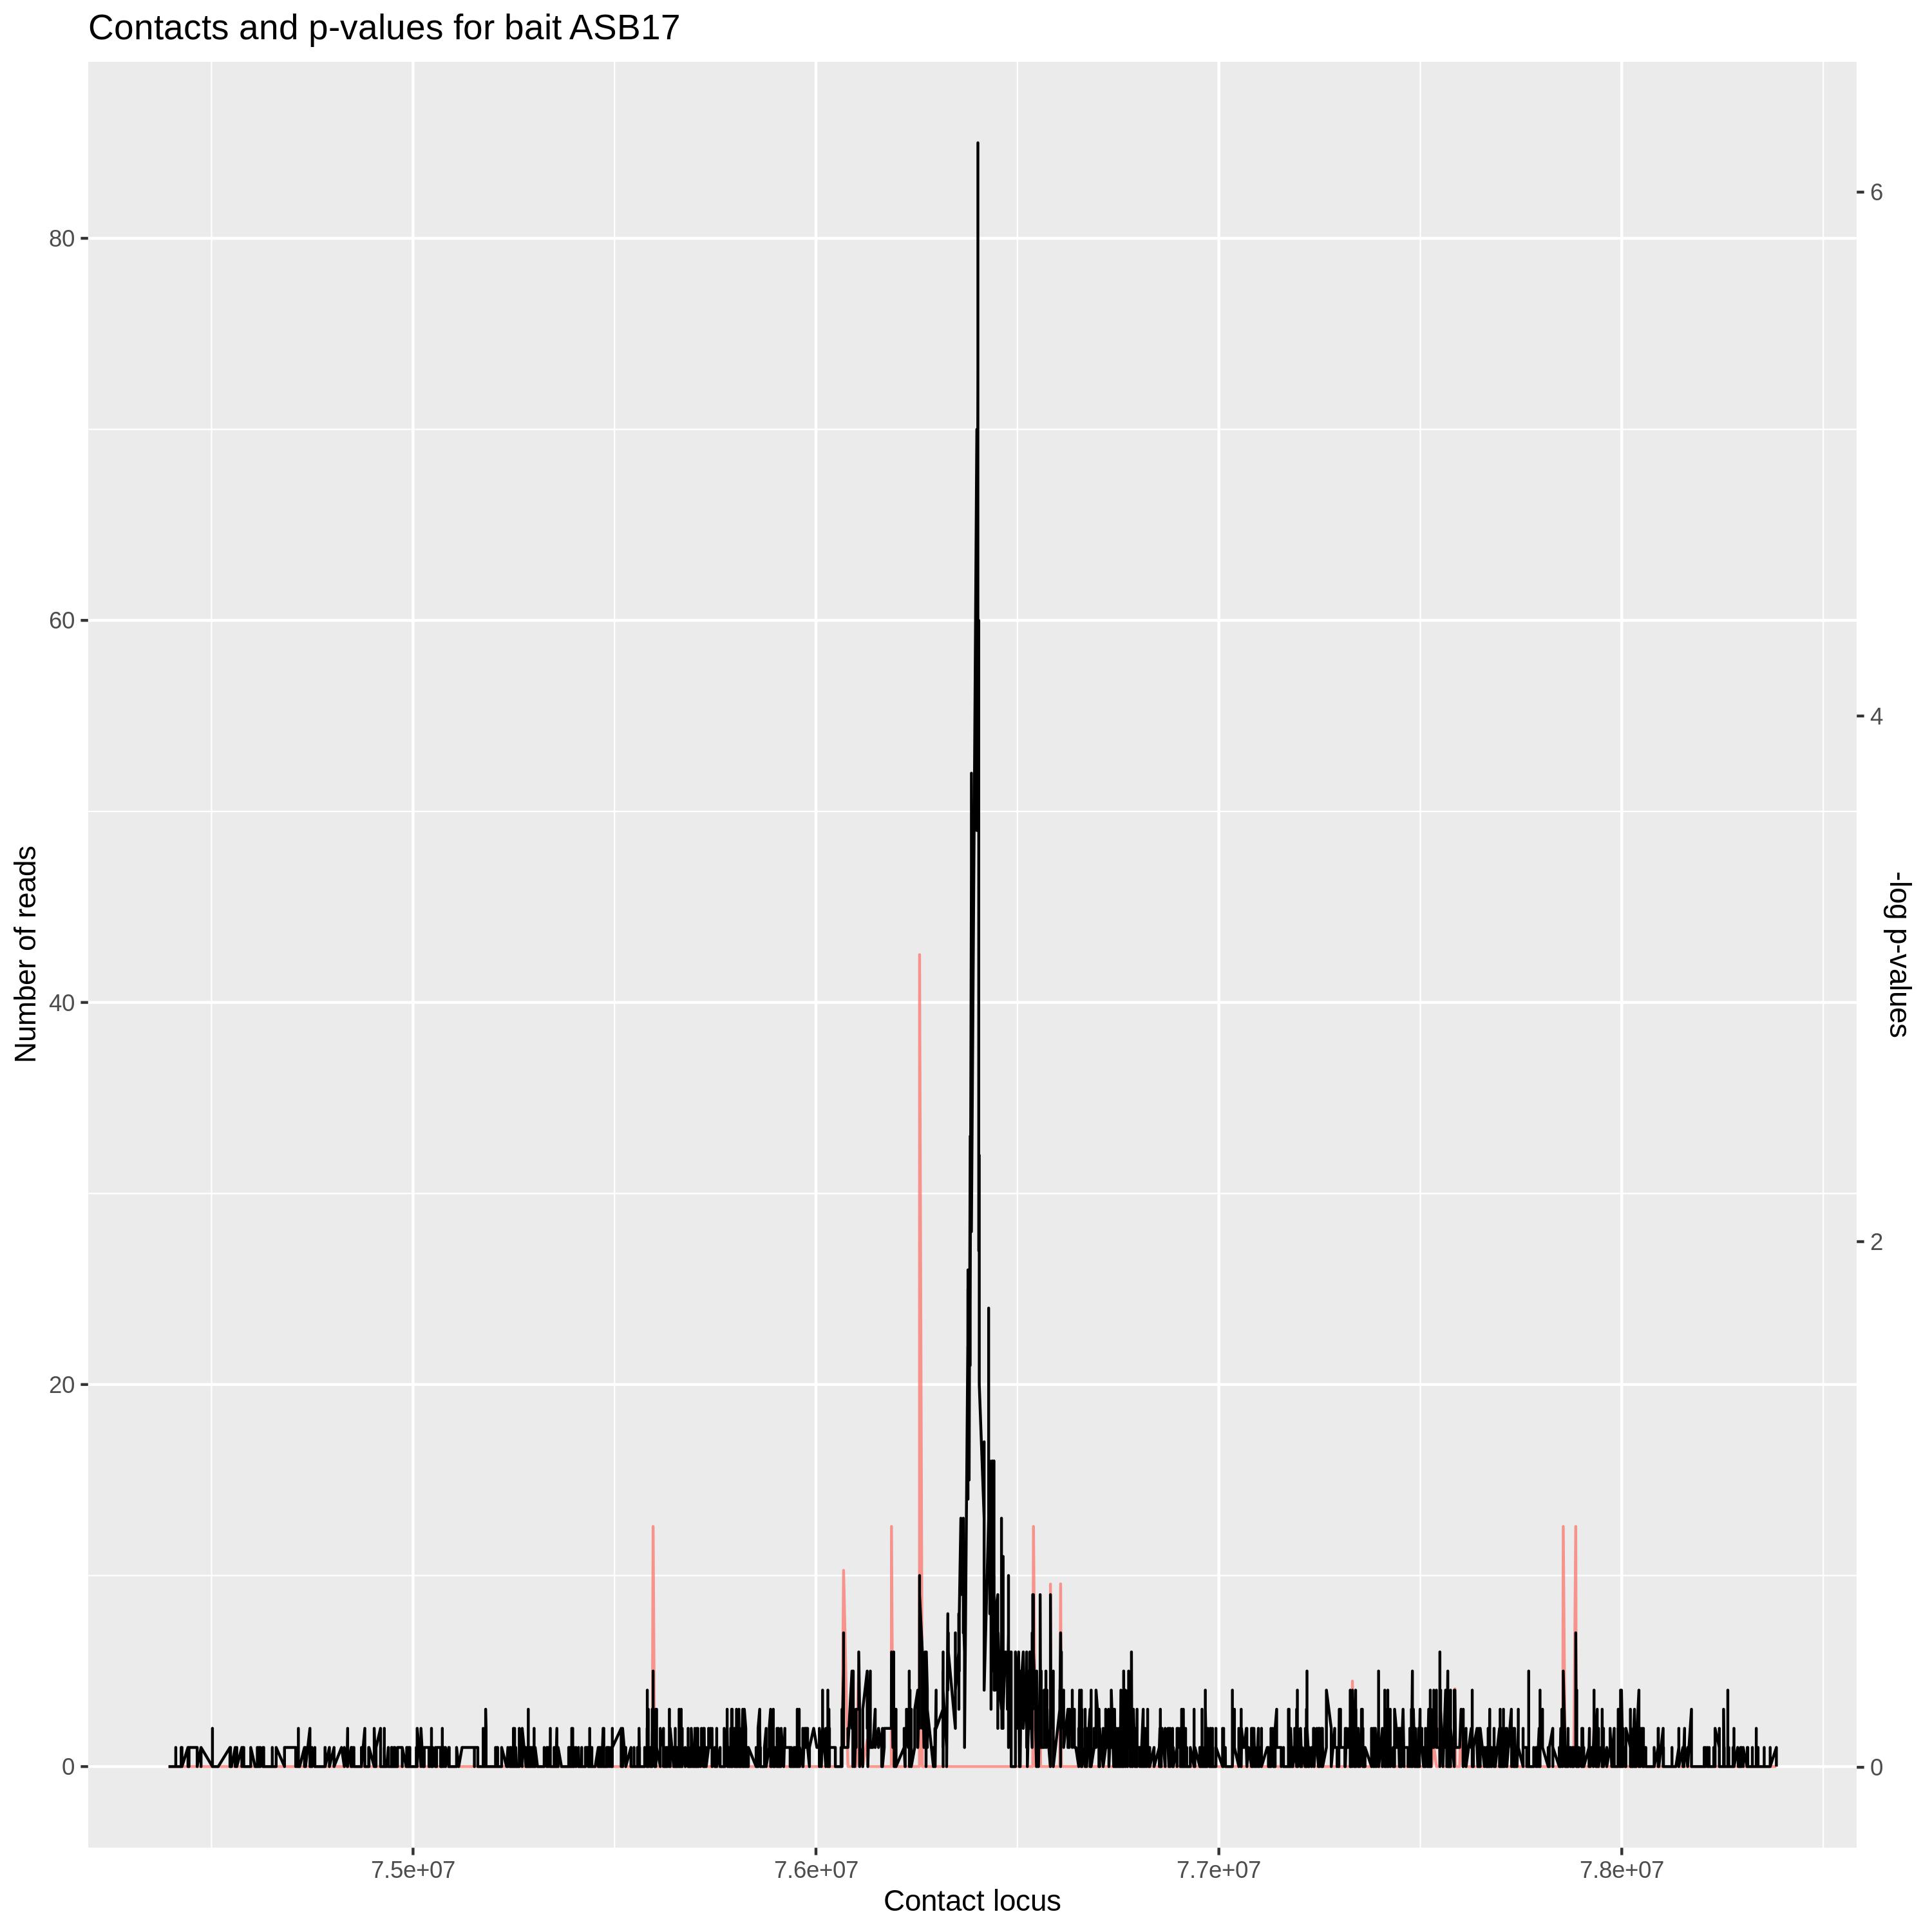 Contacts and p-values for bait ASB17
Number of reads
80
60
40
20
0
6
4
2
0
-log p-values
7.5e+07 7.6e+07 7.7e+07 7.8e+07
Contact locus